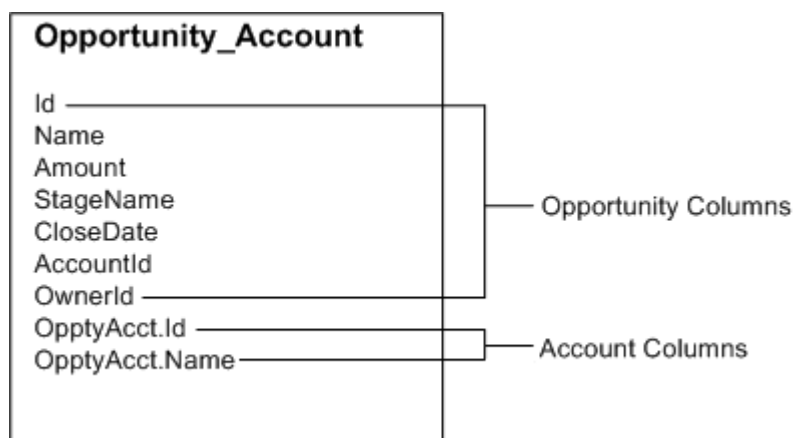 Opportunity_Account
Id
Name
Amount
StageName
CloseDate
AccountId
OwnerId
OpptyAcct.Id
OpptyAcct.Name
Opportunity Columns
Account Columns